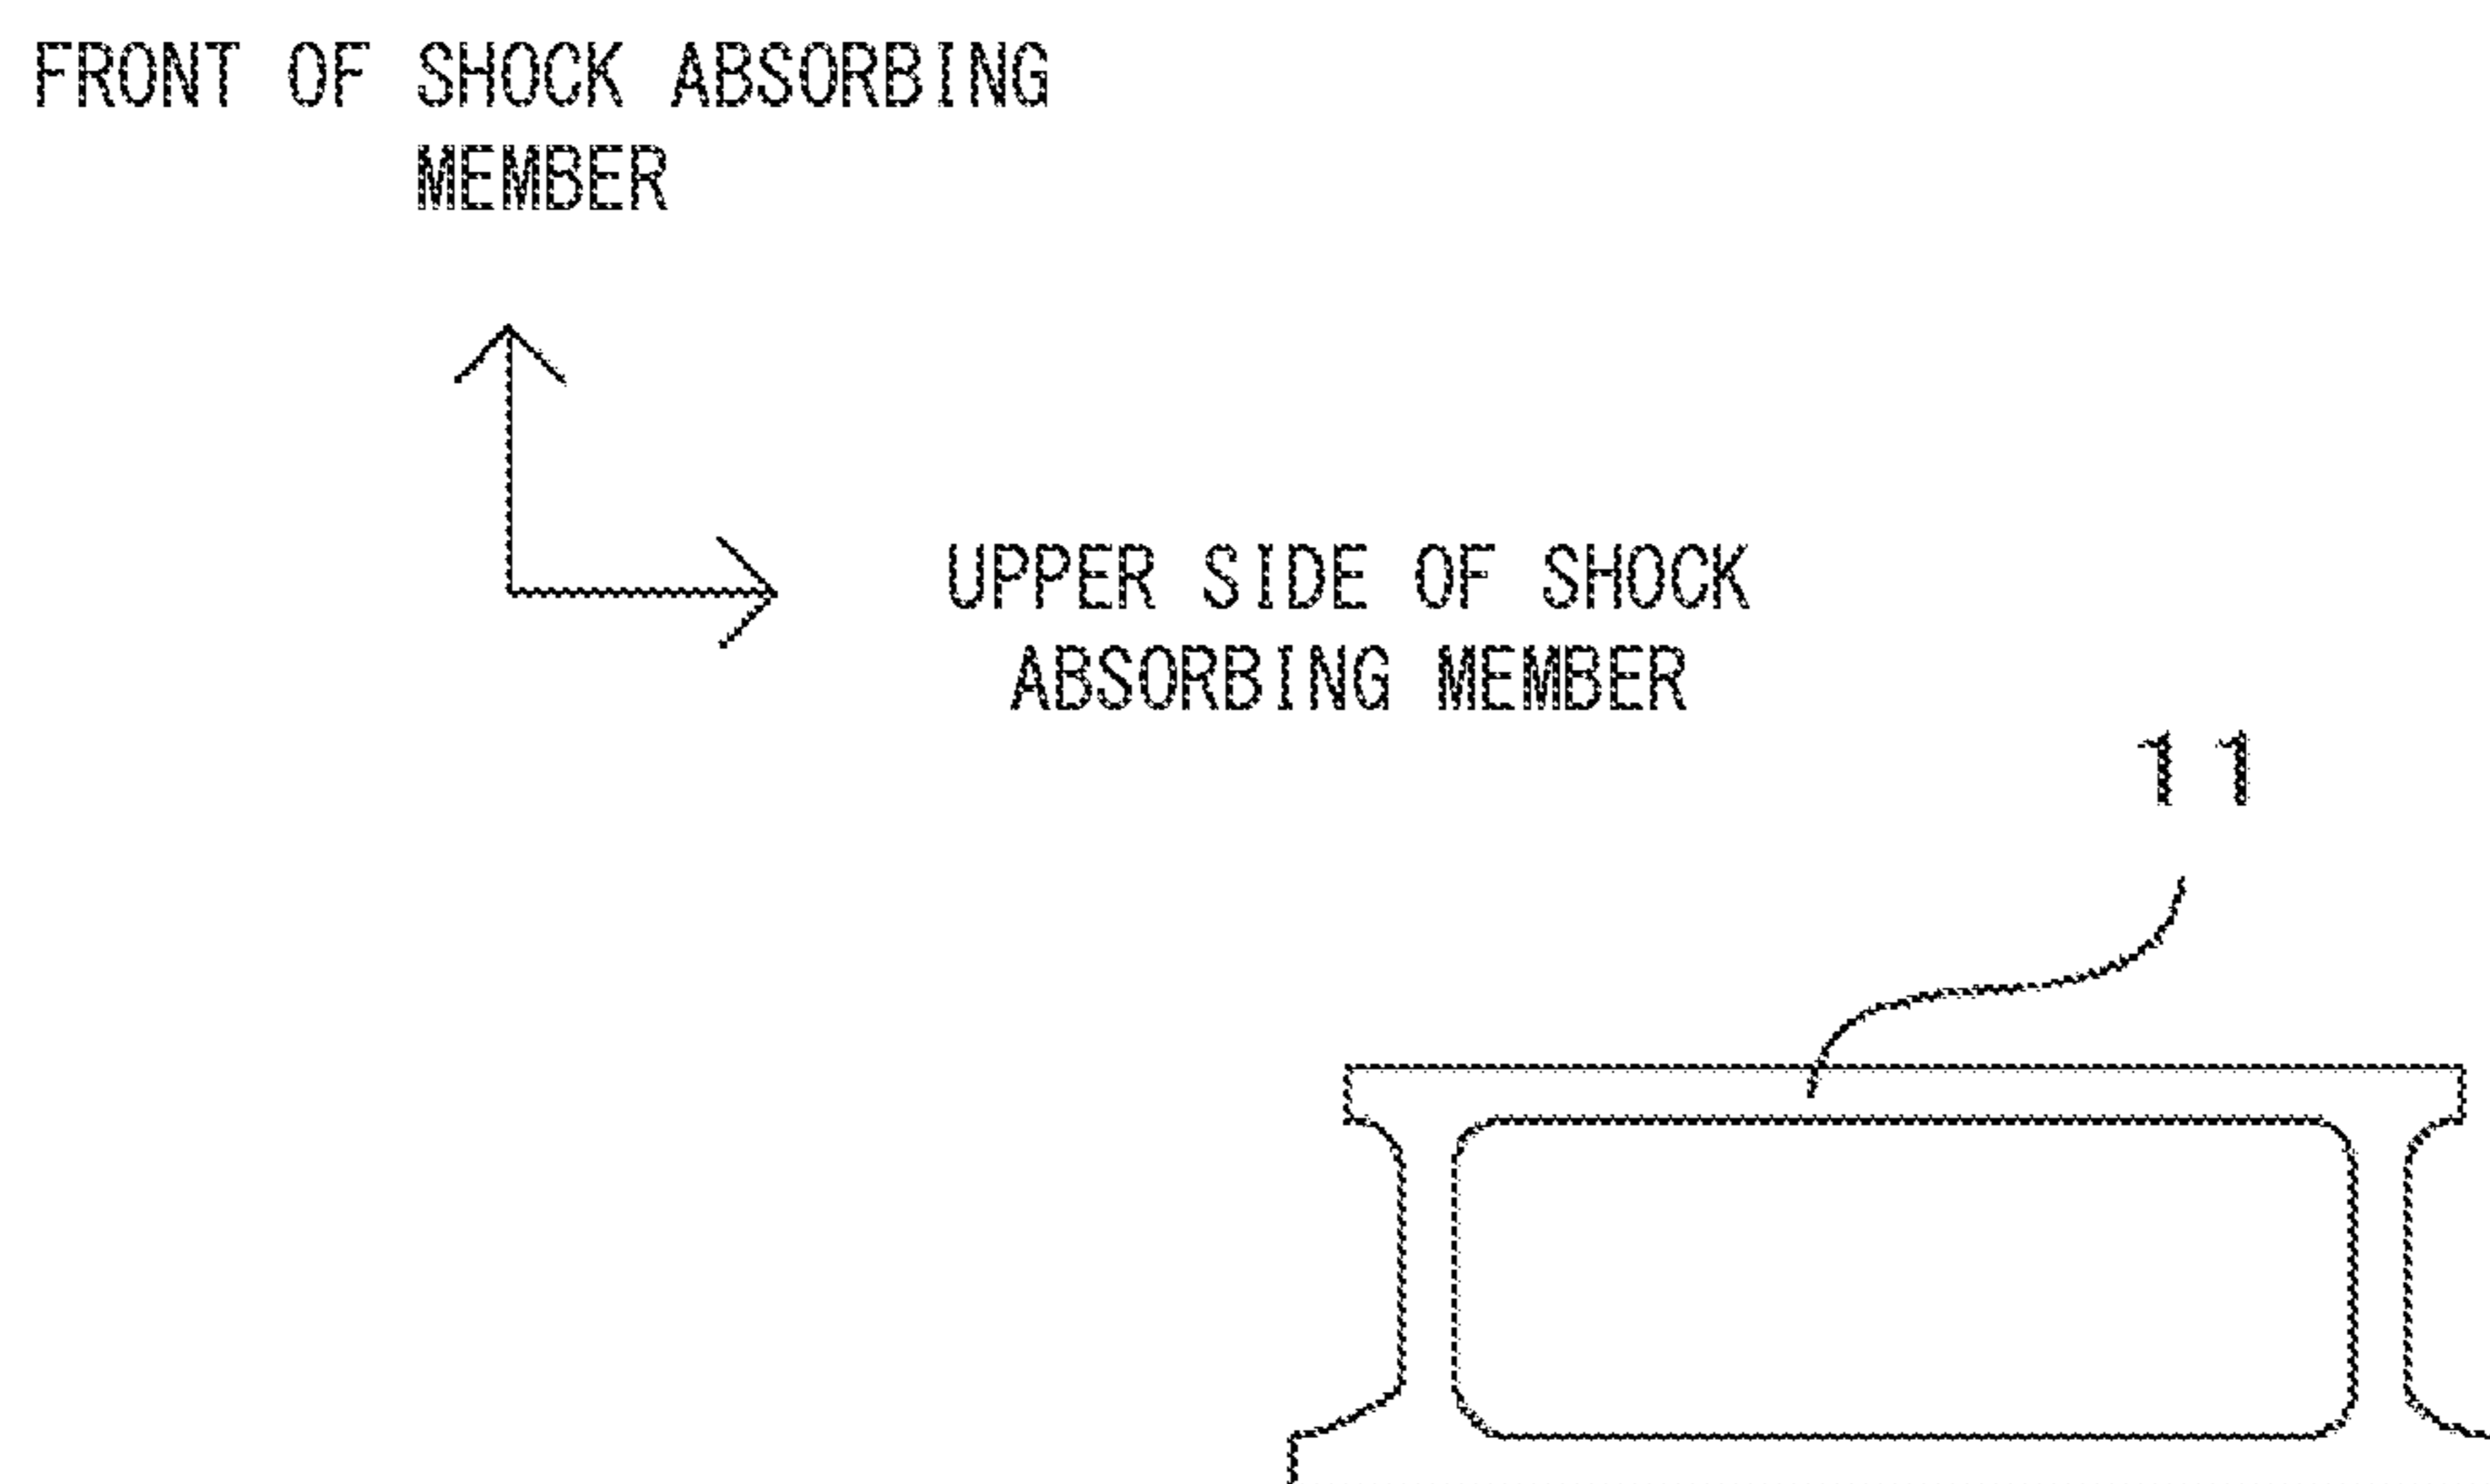 FRONT OF SHOCK ABSORBING
MEMBER
UPPER SIDE OF SHOCK
ABSORBING MEMBER
11